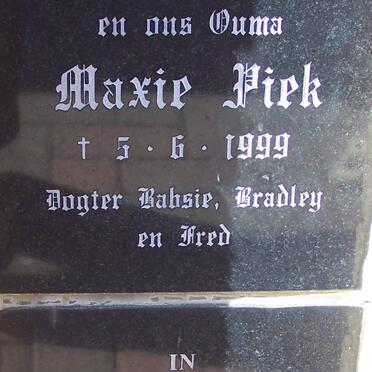 en ons Ouma
Maxie Piek
† 5 · 6 · 1999
Dogter Babsie, Bradley
en Fred
IN